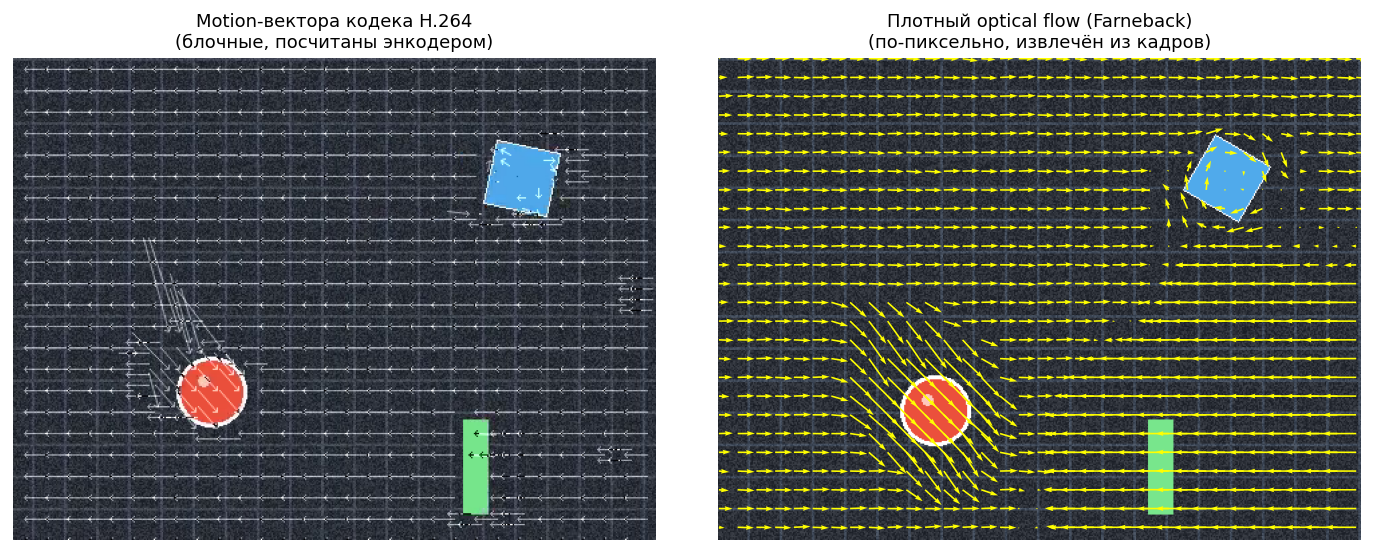 Motion-вектора кодека H.264
(блочные, посчитаны энкодером)
Плотный optical flow (Farneback)
(по-пиксельно, извлечён из кадров)